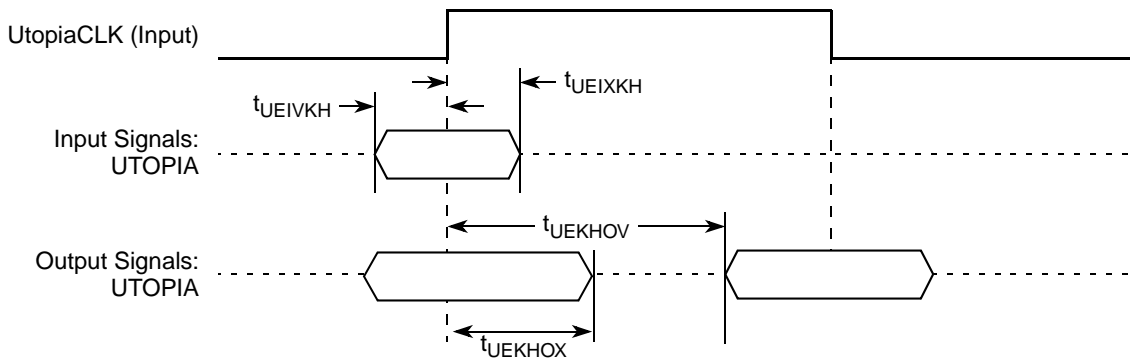 UtopiaCLK (Input)
tUEIXKH
tUEIVKH
Input Signals:
UTOPIA
tUEKHOV
Output Signals:
UTOPIA
tUEKHOX